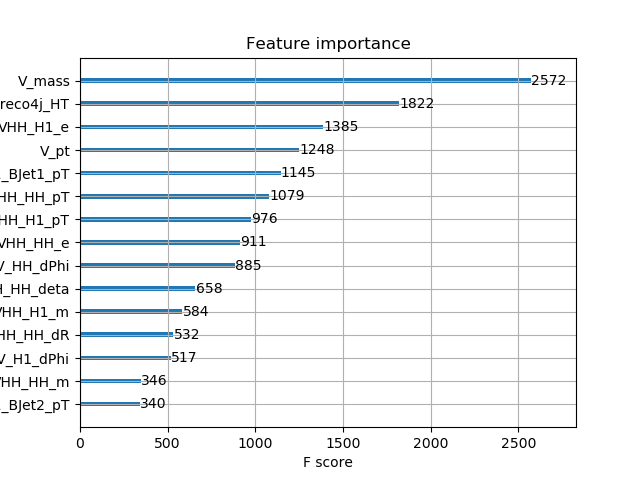 Feature importance
V_mass 2572
reco4j_HT 1822
VHH_H1_e 1385
V_pt 1248
_BJet1_pT 1145
HH_HH_pT 1079
HH_H1_pT 976
VHH_HH_e 911
V_HH_dPhi 885
H_HH_deta 658
VHH_H1_m 584
HH_HH_dR 532
V_H1_dPhi 517
VHH_HH_m 346
_BJet2_pT 340
0 500 1000 1500 2000 2500
F score